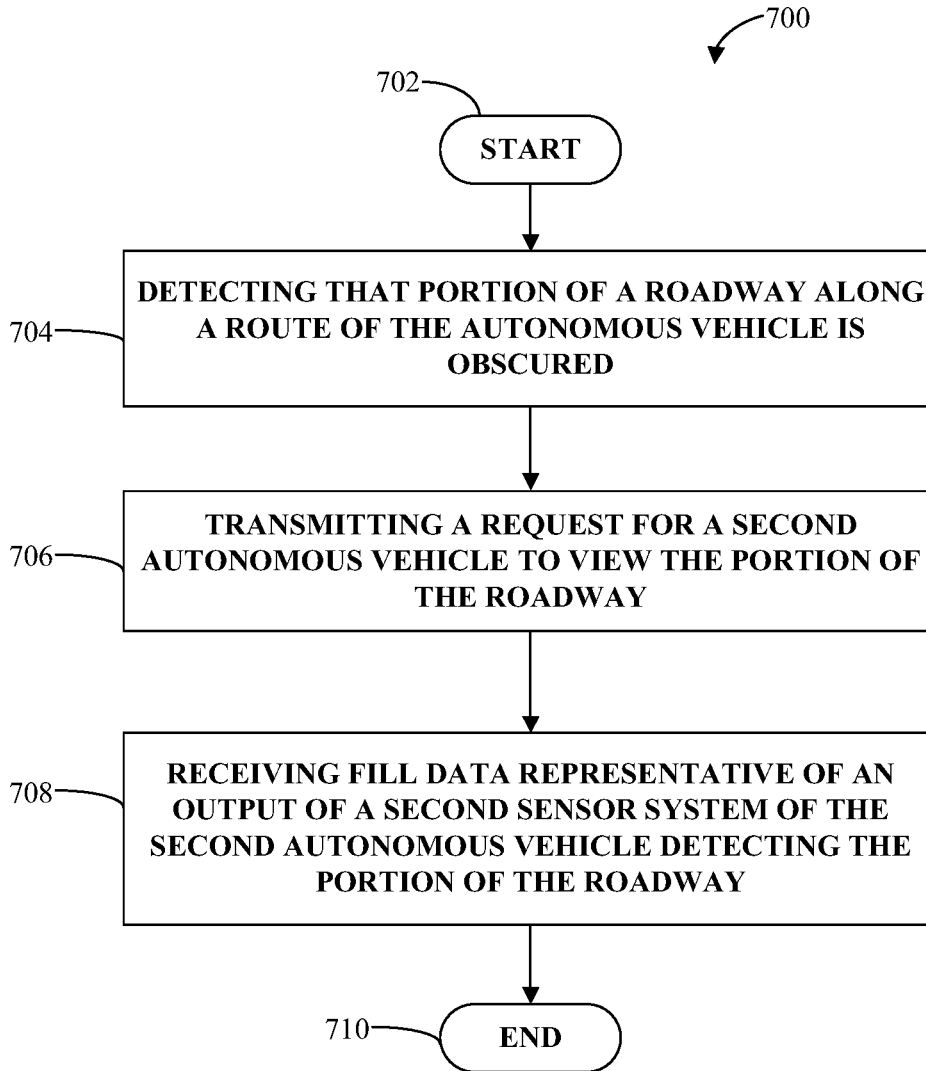 700
702
START
704
DETECTING THAT PORTION OF A ROADWAY ALONG
A ROUTE OF THE AUTONOMOUS VEHICLE IS
OBSCURED
706
TRANSMITTING A REQUEST FOR A SECOND
AUTONOMOUS VEHICLE TO VIEW THE PORTION OF
THE ROADWAY
708
RECEIVING FILL DATA REPRESENTATIVE OF AN
OUTPUT OF A SECOND SENSOR SYSTEM OF THE
SECOND AUTONOMOUS VEHICLE DETECTING THE
PORTION OF THE ROADWAY
710
END